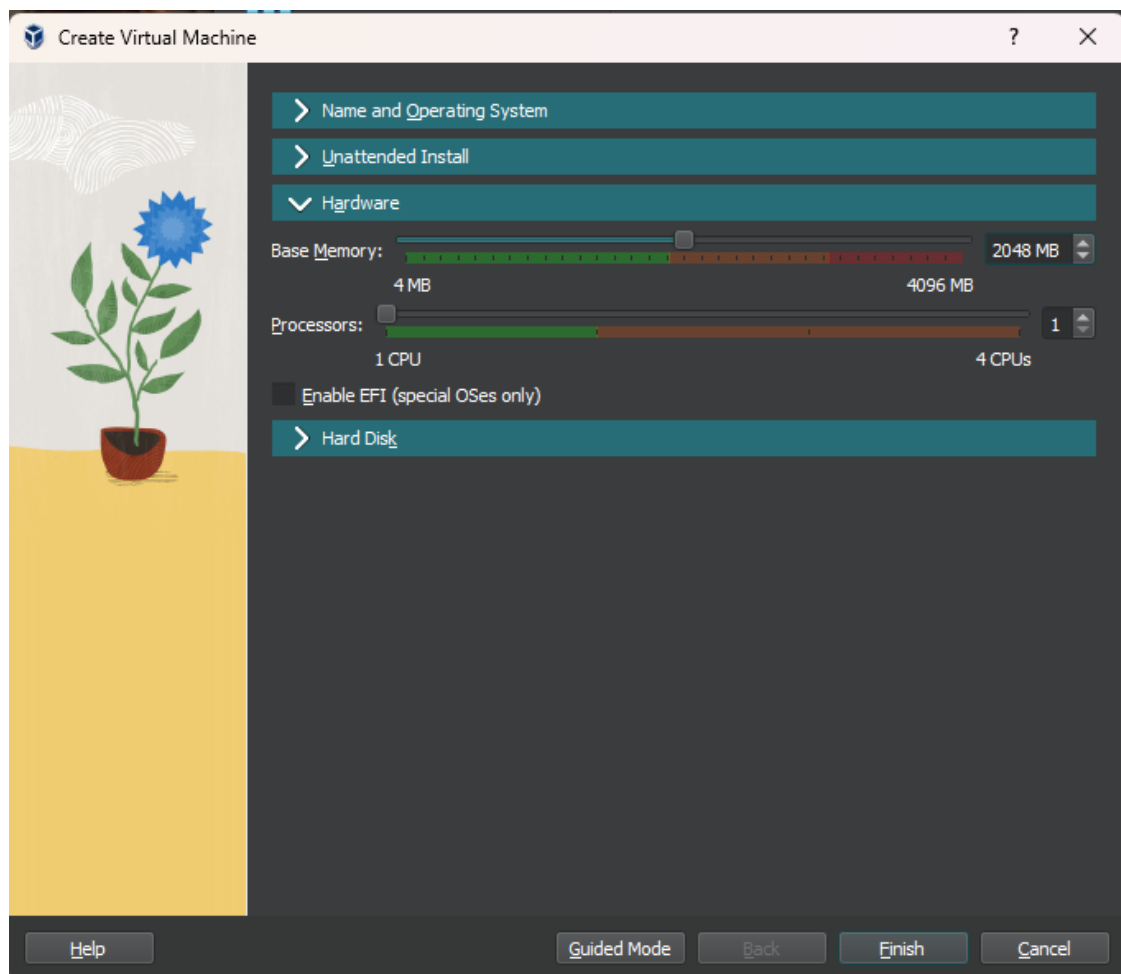 Create Virtual Machine ?
Name and Operating System
Unattended Install
Hardware
Base Memory: 2048 MB
4 MB 4096 MB
Processors: 1
1 CPU 4 CPUs
Enable EFI (special OSes only)
Hard Disk
Help Guided Mode Back Finish Cancel